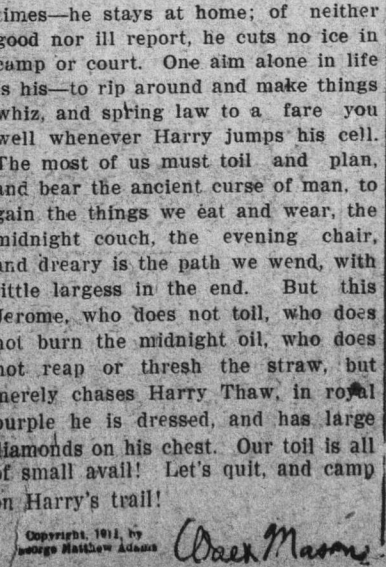 times—he stays at home; of neither
good nor ill report, he cuts no ice in
camp or court. One aim alone in life
is his—to rip around and make things
whiz, and spring law to a fare you
well whenever Harry jumps his cell.
The most of us must toil and plan,
and bear the ancient curse of man, to
gain the things we eat and wear, the
midnight couch, the evening chair,
and dreary is the path we wend, with
little largess in the end. But this
Jerome, who does not toil, who does
not burn the midnight oil, who does
not reap or thresh the straw, but
merely chases Harry Thaw, in royal
purple he is dressed, and has large
diamonds on his chest. Our toil is all
of small avail! Let's quit, and camp
on Harry's trail!
Copyright, 1913, by
George Matthew Adams
Walt Mason